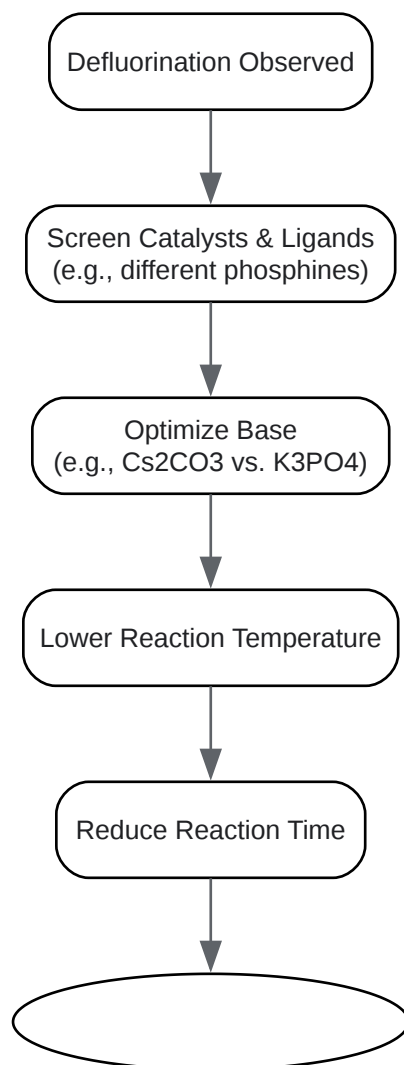 Defluorination Observed
Screen Catalysts & Ligands
(e.g., different phosphines)
Optimize Base
(e.g., Cs2CO3 vs. K3PO4)
Lower Reaction Temperature
Reduce Reaction Time